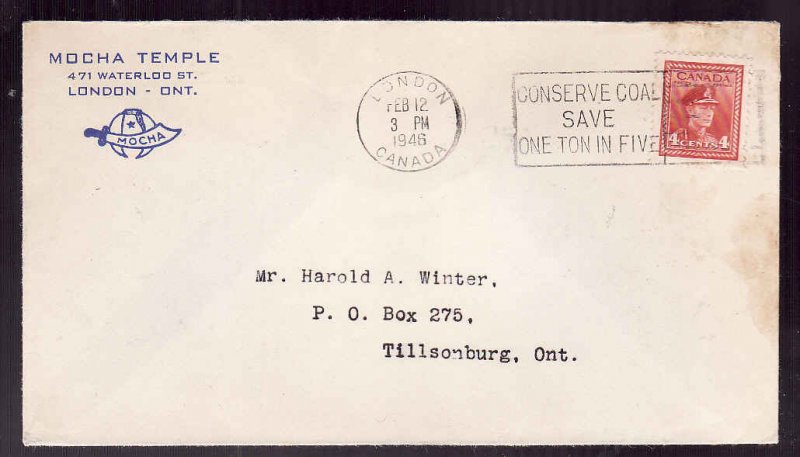 MOCHA TEMPLE
471 WATERLOO ST.
LONDON - ONT.
MOCHA
LONDON
FEB 12
3 PM
1946
CANADA
CONSERVE COAL
SAVE
ONE TON IN FIVE
CANADA
4 CENTS 4
Mr. Harold A. Winter,
P. O. Box 275,
Tillsonburg, Ont.